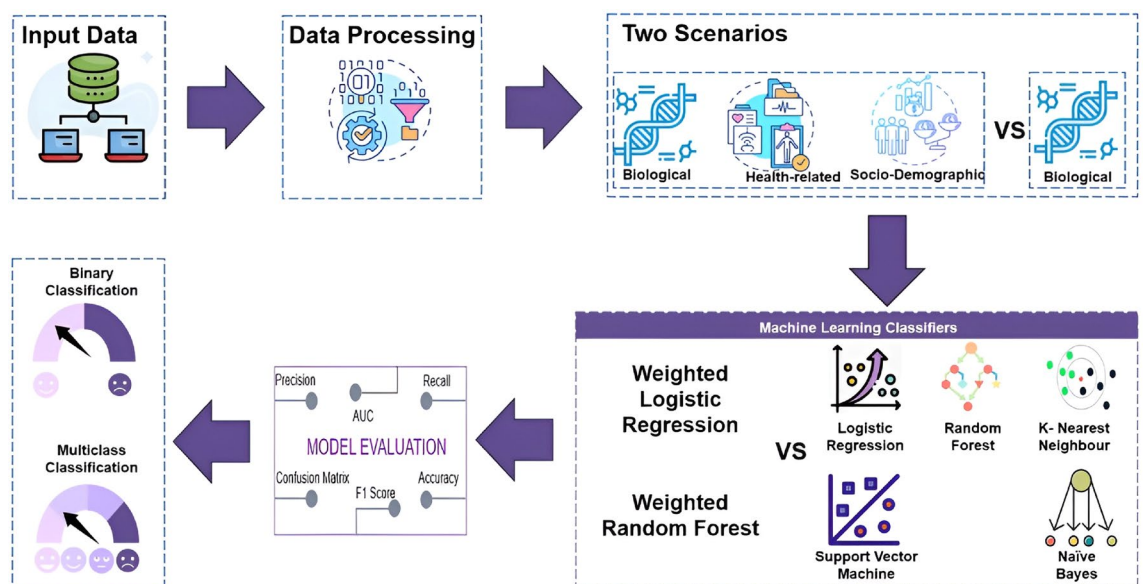 Input Data
Data Processing
Two Scenarios
01
Biological
Health-related
Socio-Demographic
VS
Biological
Binary
Classification
Multiclass
Classification
Precision
Recall
AUC
MODEL EVALUATION
Confusion Matrix
F1 Score
Accuracy
Machine Learning Classifiers
Weighted
Logistic
Regression
VS
Weighted
Random Forest
Logistic
Regression
Random
Forest
K- Nearest
Neighbour
Support Vector
Machine
Naïve
Bayes